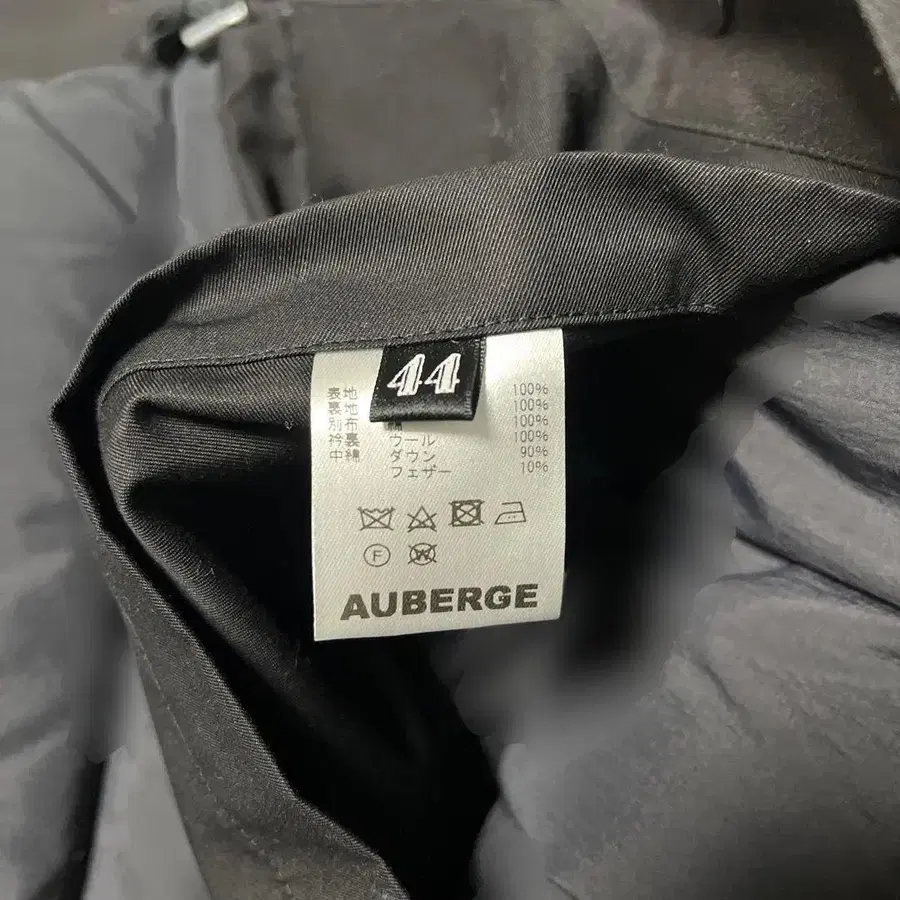 44
表地 100%
裏地 100%
別布 綿 100%
衿裏 ウール 100%
中綿 ダウン 90%
フェザー 10%
F
W
AUBERGE